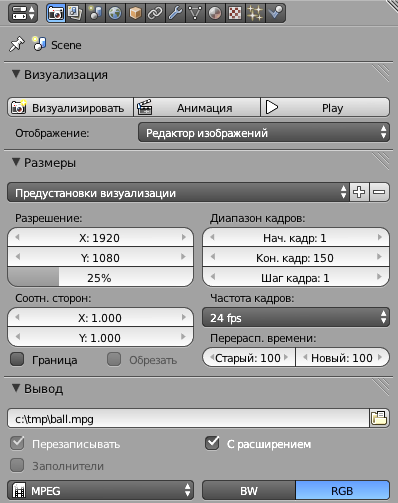 Scene
Визуализация
Визуализировать Анимация Play
Отображение: Редактор изображений
Размеры
Предустановки визуализации
Разрешение: Диапазон кадров:
X: 1920 Нач. кадр: 1
Y: 1080 Кон. кадр: 150
25% Шаг кадра: 1
Соотн. сторон: Частота кадров:
X: 1.000 24 fps
Y: 1.000 Перерасп. времени:
Граница Обрезать Старый: 100 Новый: 100
Вывод
c:\tmp\ball.mpg
Перезаписывать С расширением
Заполнители
MPEG BW RGB